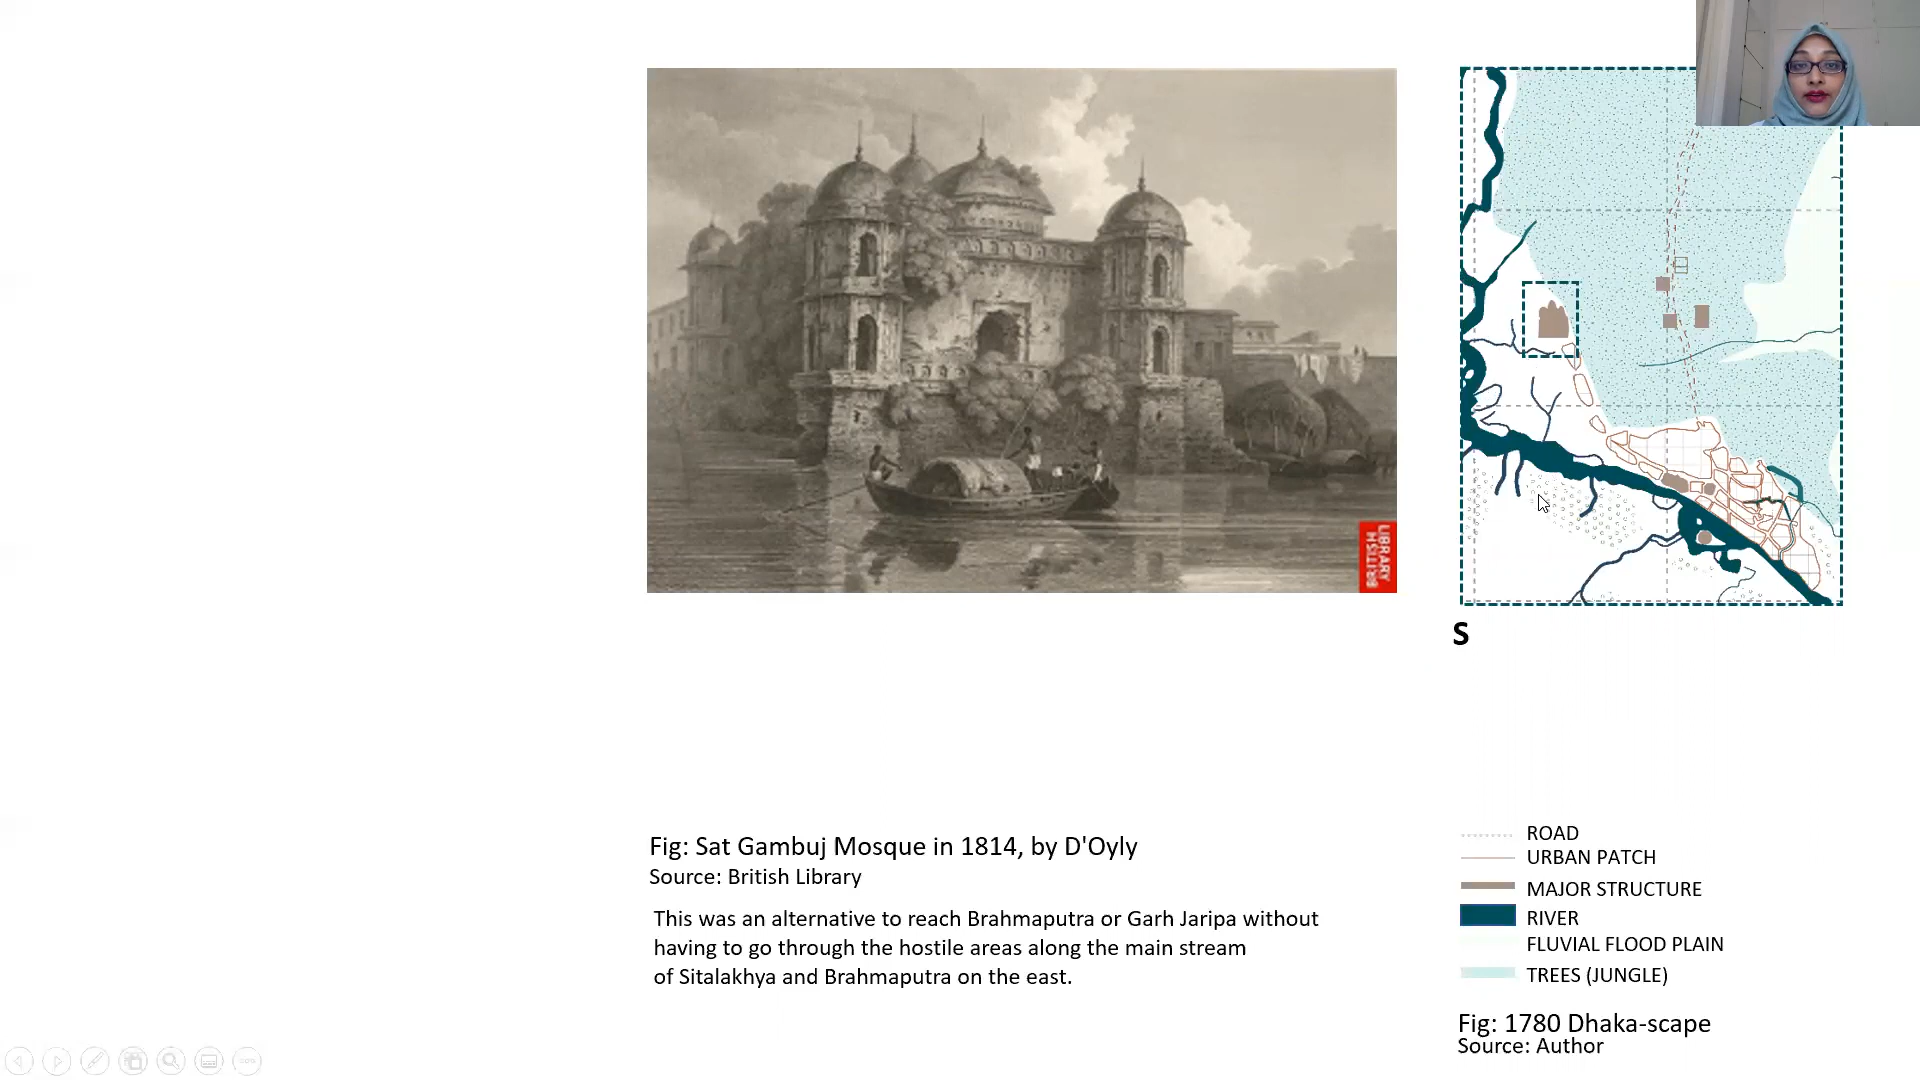 BRITISH
LIBRARY
Fig: Sat Gambuj Mosque in 1814, by D'Oyly
Source: British Library
This was an alternative to reach Brahmaputra or Garh Jaripa without
having to go through the hostile areas along the main stream
of Sitalakhya and Brahmaputra on the east.
S
ROAD
URBAN PATCH
MAJOR STRUCTURE
RIVER
FLUVIAL FLOOD PLAIN
TREES (JUNGLE)
Fig: 1780 Dhaka-scape
Source: Author